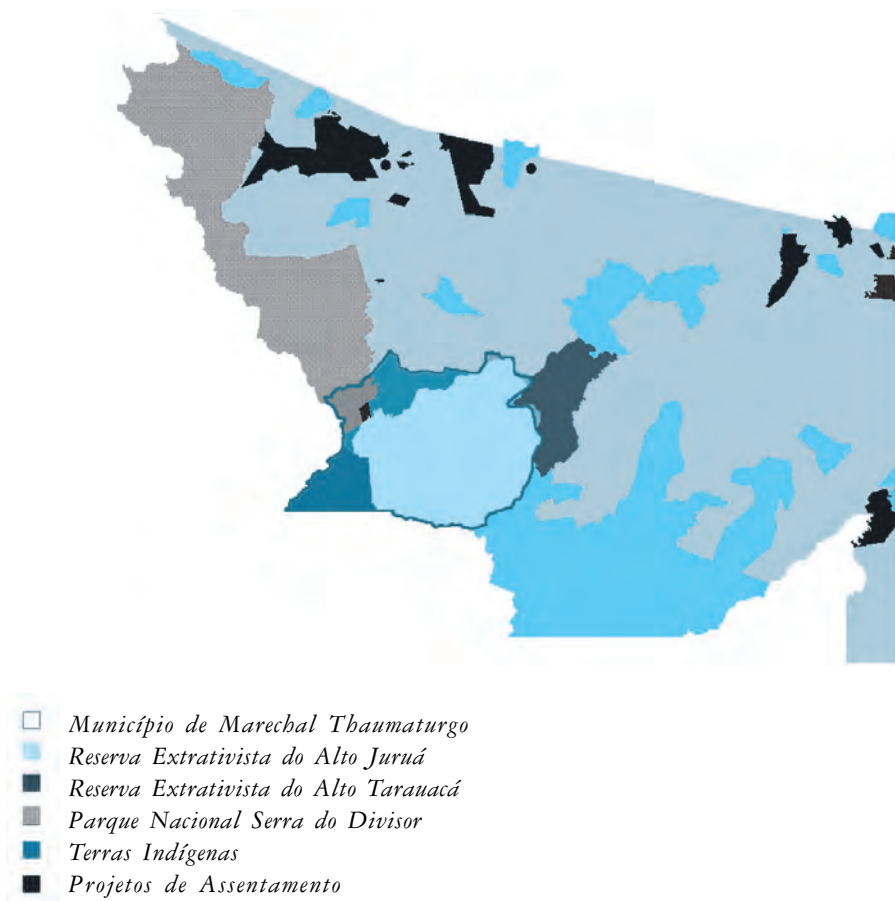 Município de Marechal Thaumaturgo
Reserva Extrativista do Alto Juruá
Reserva Extrativista do Alto Tarauacá
Parque Nacional Serra do Divisor
Terras Indígenas
Projetos de Assentamento